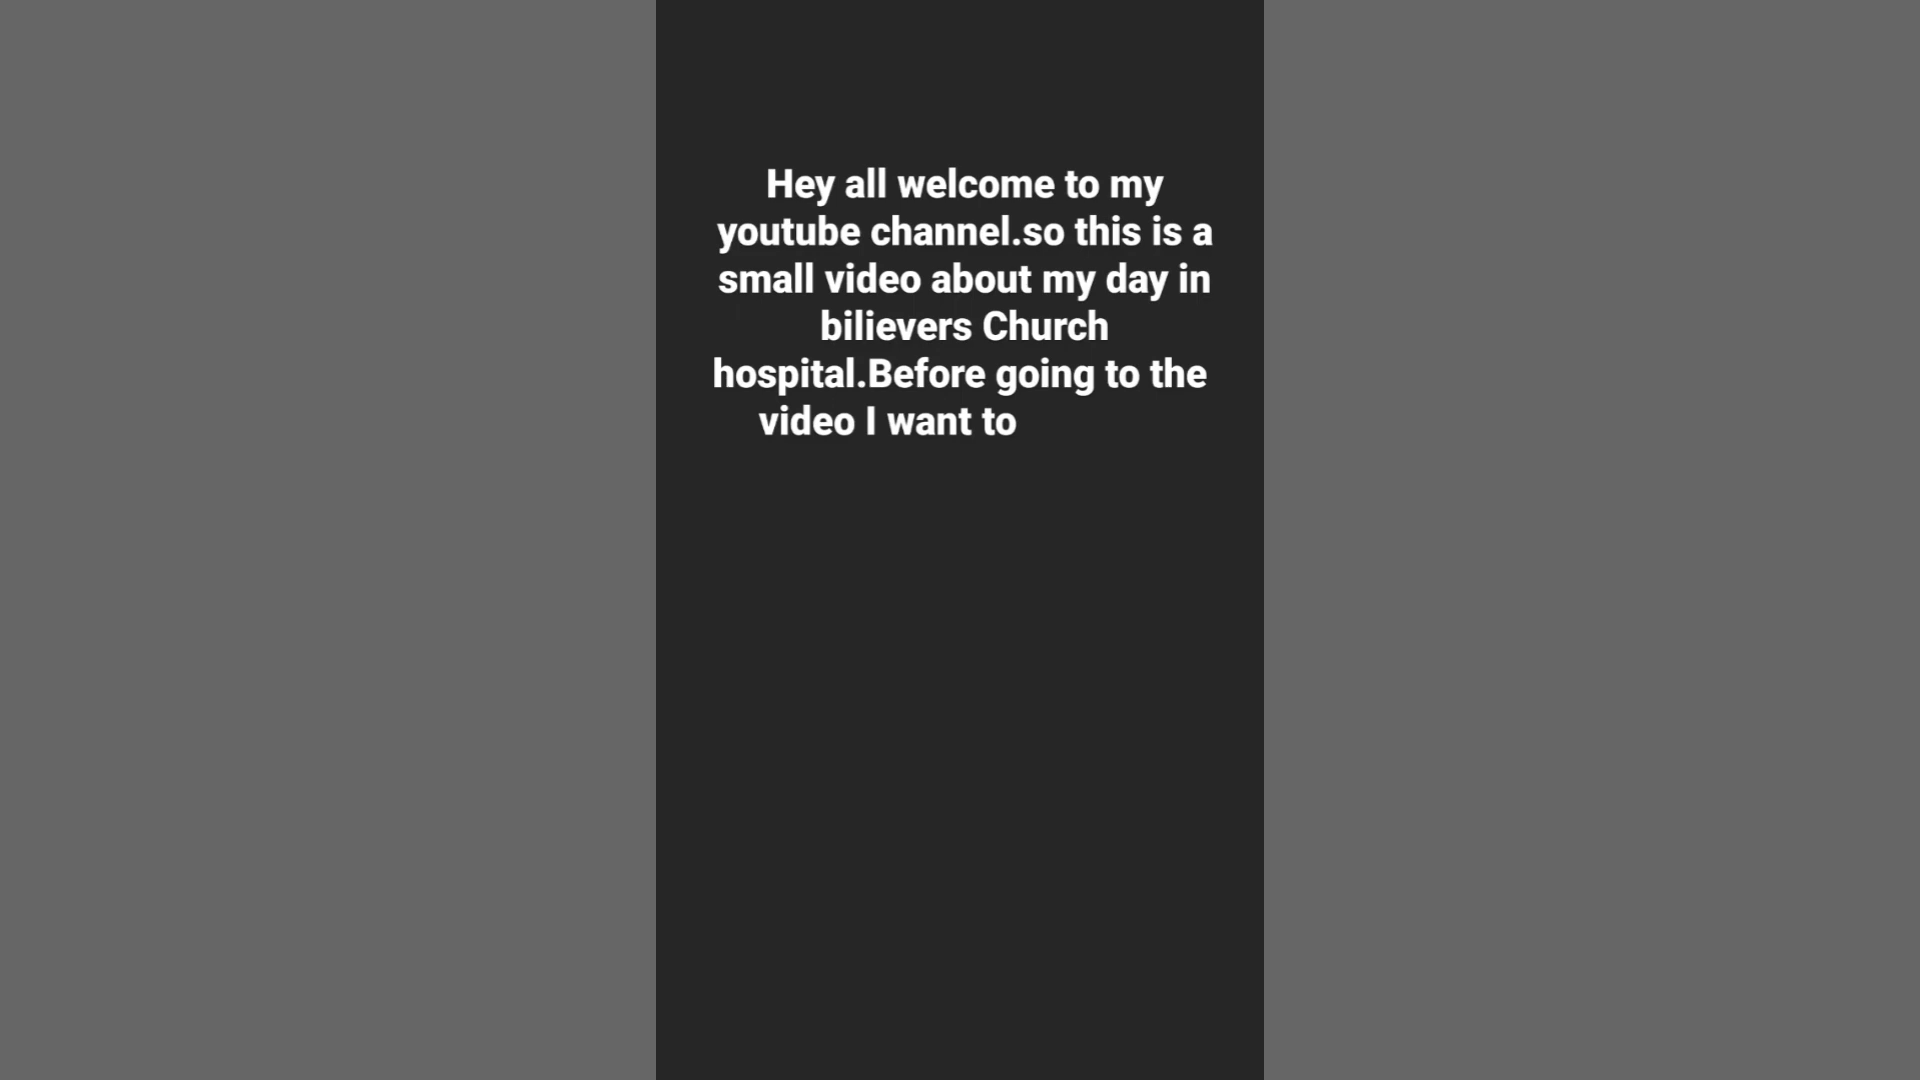 Hey all welcome to my
youtube channel.so this is a
small video about my day in
bilievers Church
hospital.Before going to the
video I want to